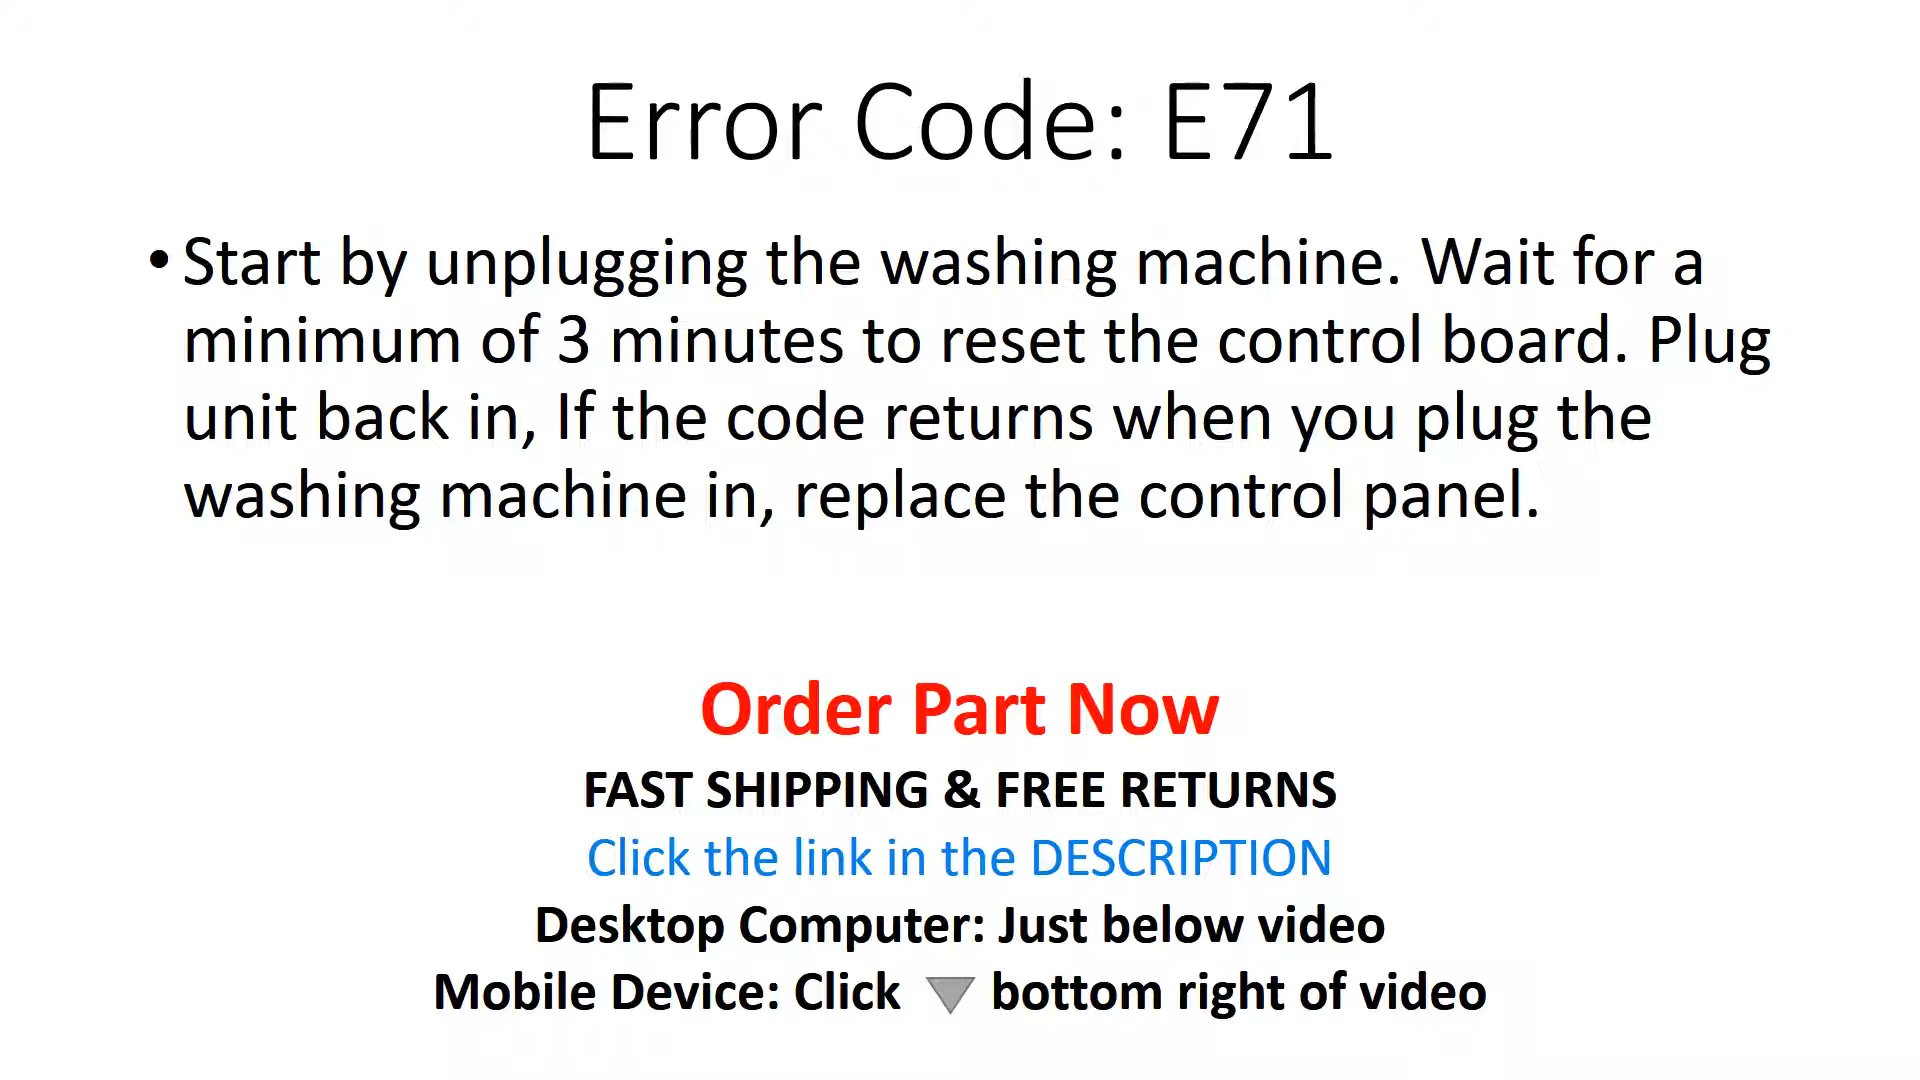 Error Code: E71
• Start by unplugging the washing machine. Wait for a
minimum of 3 minutes to reset the control board. Plug
unit back in, If the code returns when you plug the
washing machine in, replace the control panel.
Order Part Now
FAST SHIPPING & FREE RETURNS
Click the link in the DESCRIPTION
Desktop Computer: Just below video
Mobile Device: Click bottom right of video